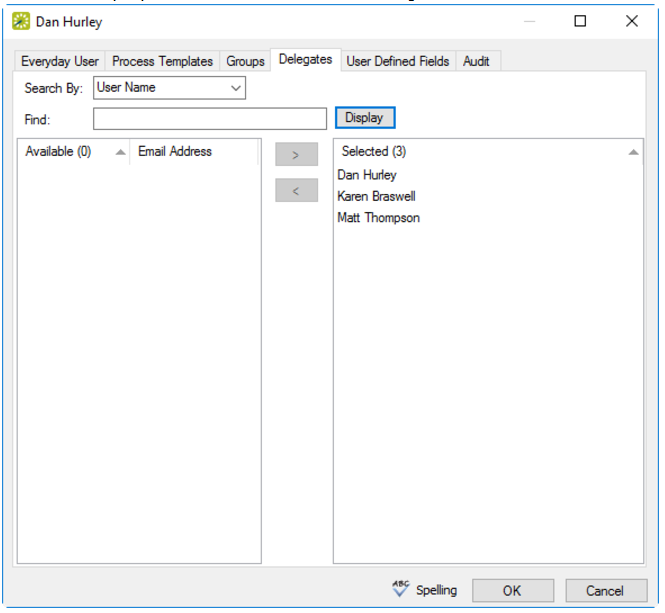 Dan Hurley
Everyday User Process Templates Groups Delegates User Defined Fields Audit
Search By: User Name
Find: Display
Available (0) Email Address > Selected (3)
Dan Hurley
< Karen Braswell
Matt Thompson
ABC Spelling OK Cancel